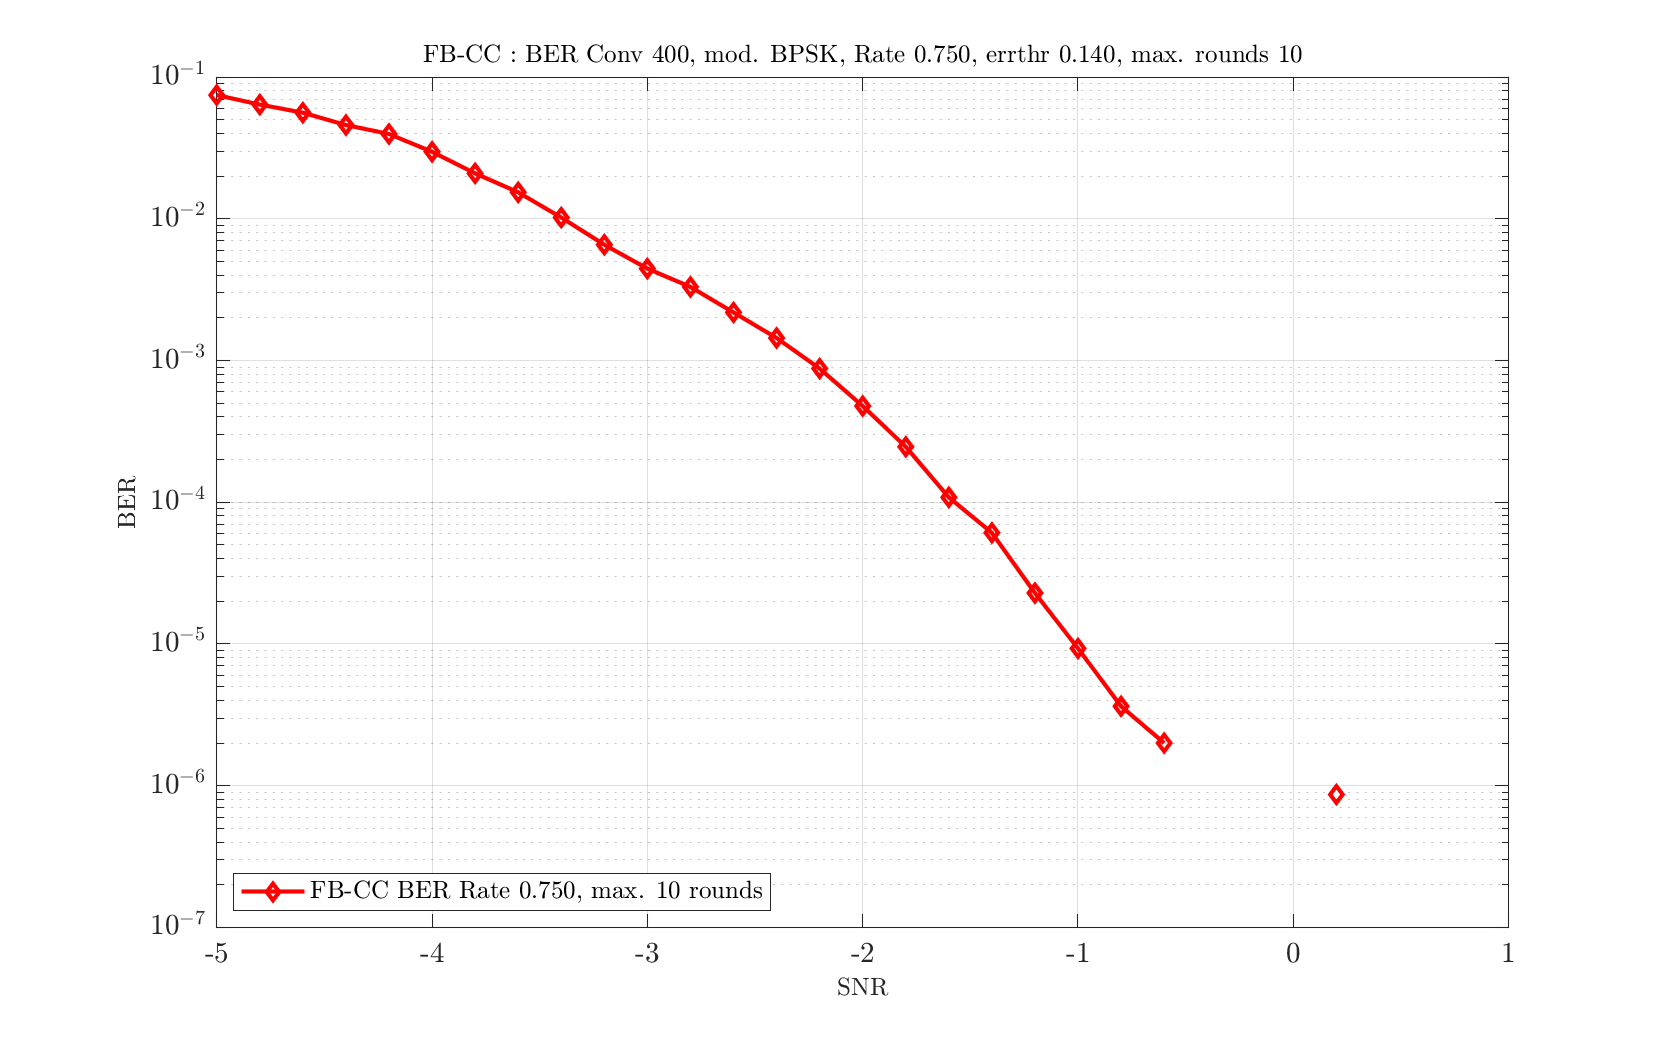 FB-CC : BER Conv 400, mod. BPSK, Rate 0.750, errthr 0.140, max. rounds 10
10^{-1}
10^{-2}
10^{-3}
10^{-4}
10^{-5}
10^{-6}
10^{-7}
BER
FB-CC BER Rate 0.750, max. 10 rounds
-5 -4 -3 -2 -1 0 1
SNR